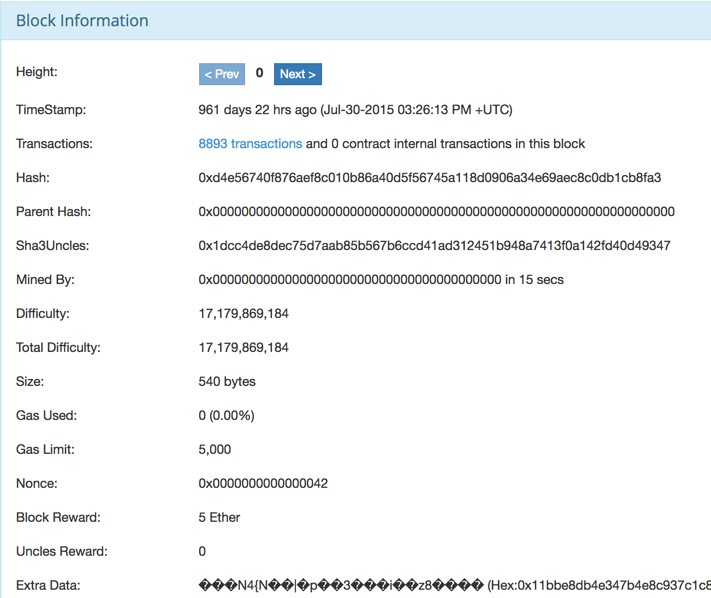 Block Information
Height: < Prev 0 Next >
TimeStamp: 961 days 22 hrs ago (Jul-30-2015 03:26:13 PM +UTC)
Transactions: 8893 transactions and 0 contract internal transactions in this block
Hash: 0xd4e56740f876aef8c010b86a40d5f56745a118d0906a34e69aec8c0db1cb8fa3
Parent Hash: 0x0000000000000000000000000000000000000000000000000000000000000000
Sha3Uncles: 0x1dcc4de8dec75d7aab85b567b6ccd41ad312451b948a7413f0a142fd40d49347
Mined By: 0x0000000000000000000000000000000000000000 in 15 secs
Difficulty: 17,179,869,184
Total Difficulty: 17,179,869,184
Size: 540 bytes
Gas Used: 0 (0.00%)
Gas Limit: 5,000
Nonce: 0x0000000000000042
Block Reward: 5 Ether
Uncles Reward: 0
Extra Data: ���N4{N��|�p��3���i��z8���� (Hex:0x11bbe8db4e347b4e8c937c1c8